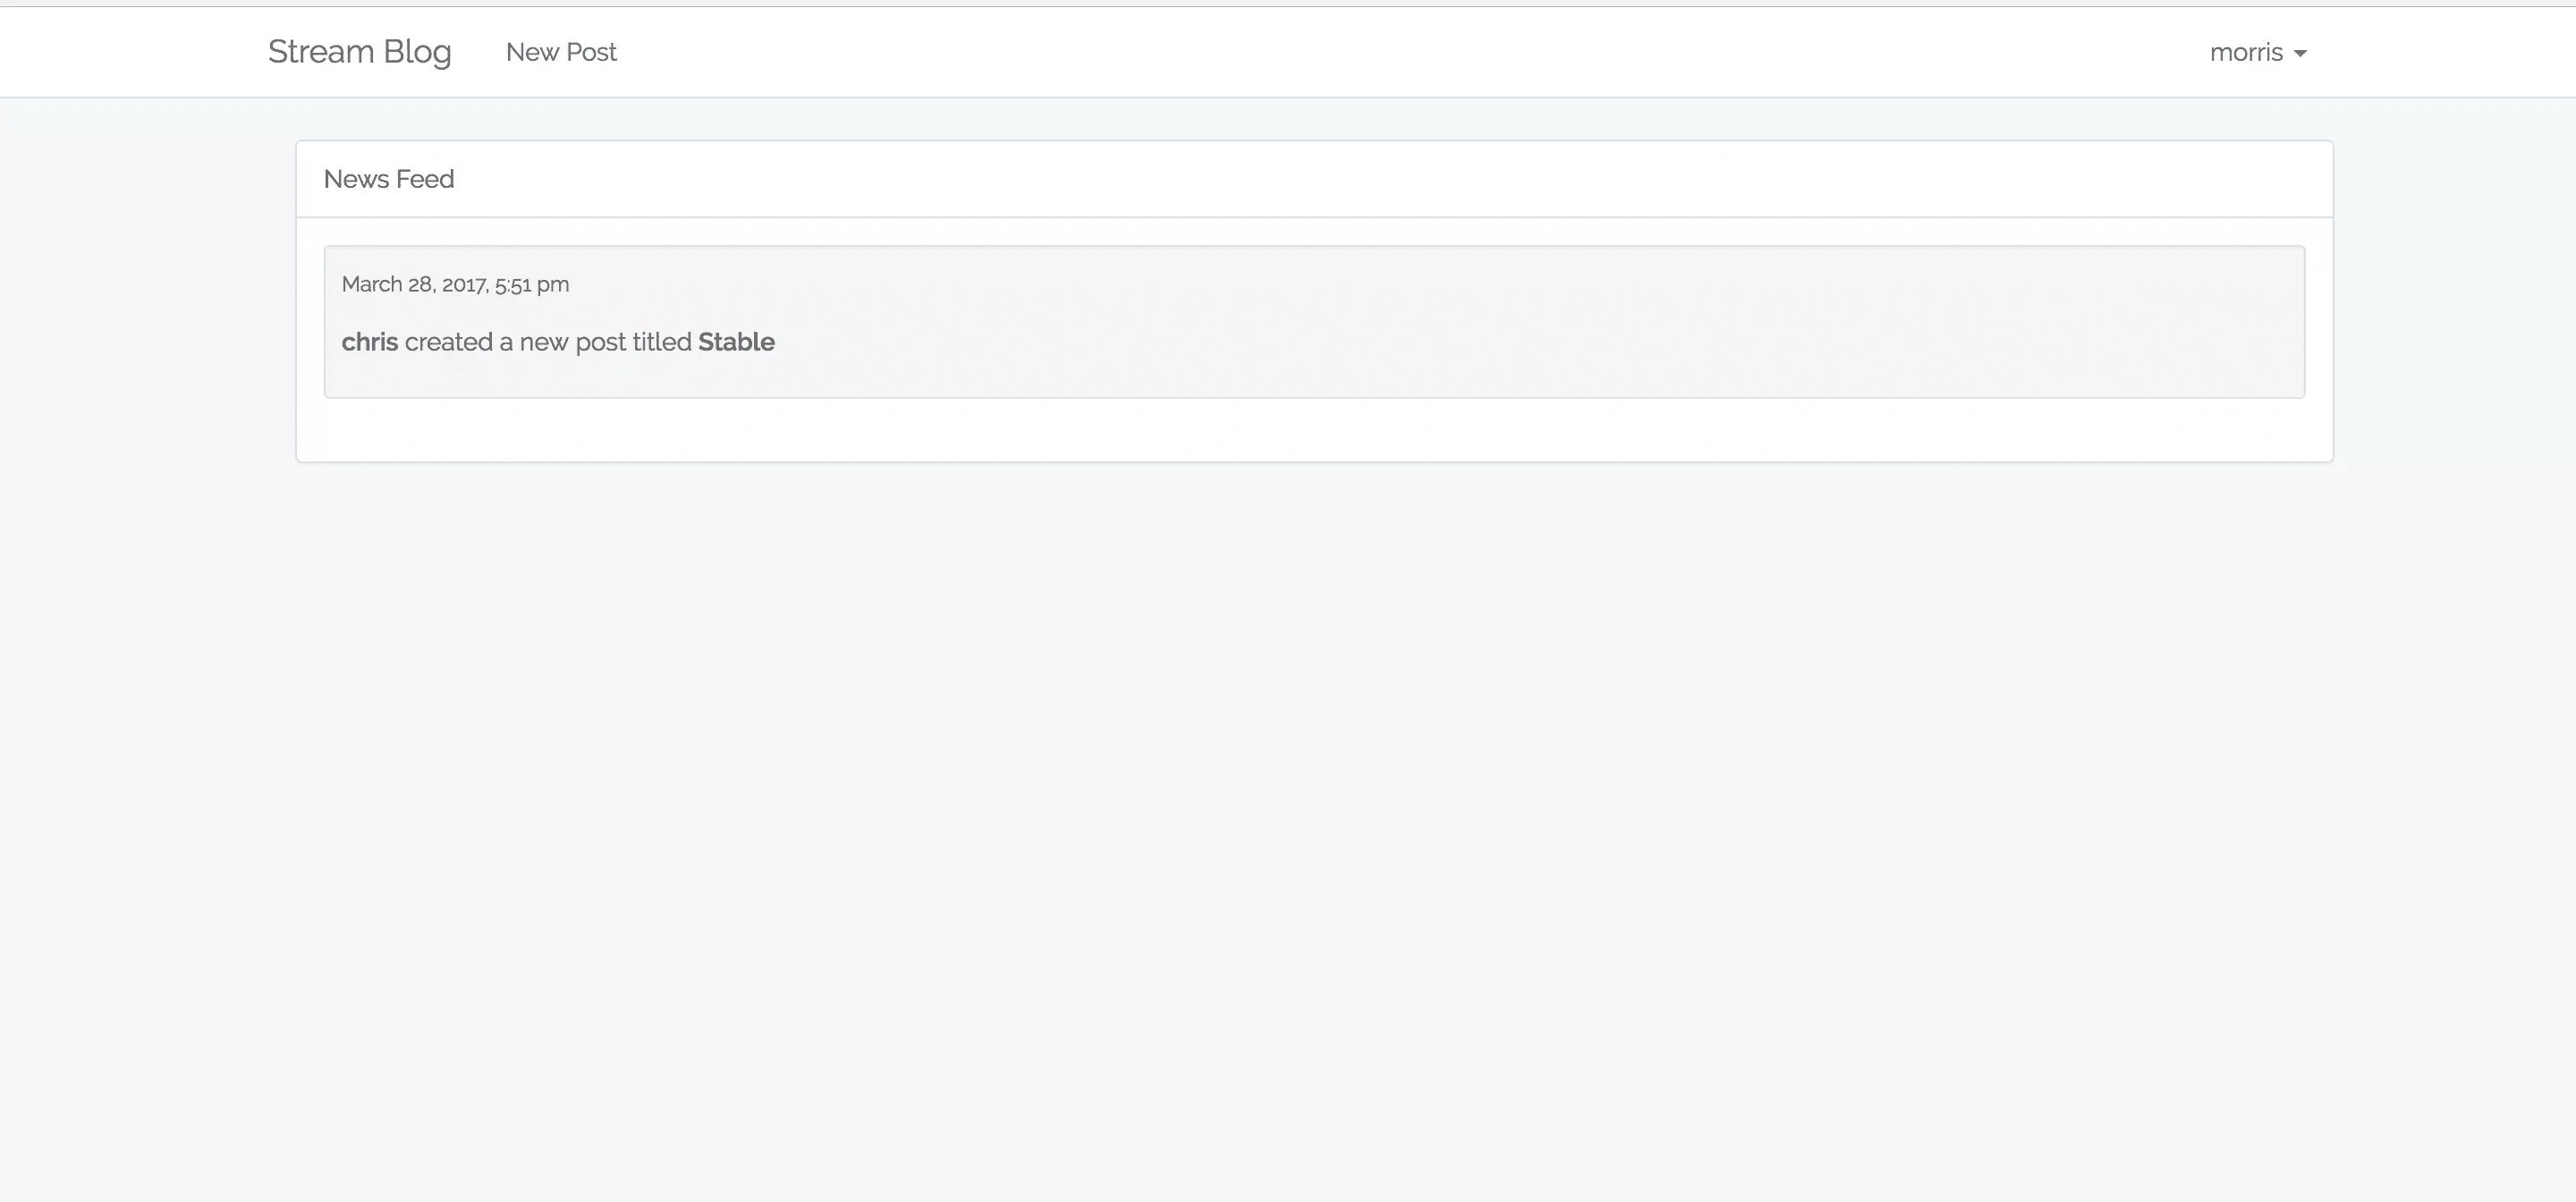 Stream Blog New Post morris
News Feed
March 28, 2017, 5:51 pm
chris created a new post titled Stable